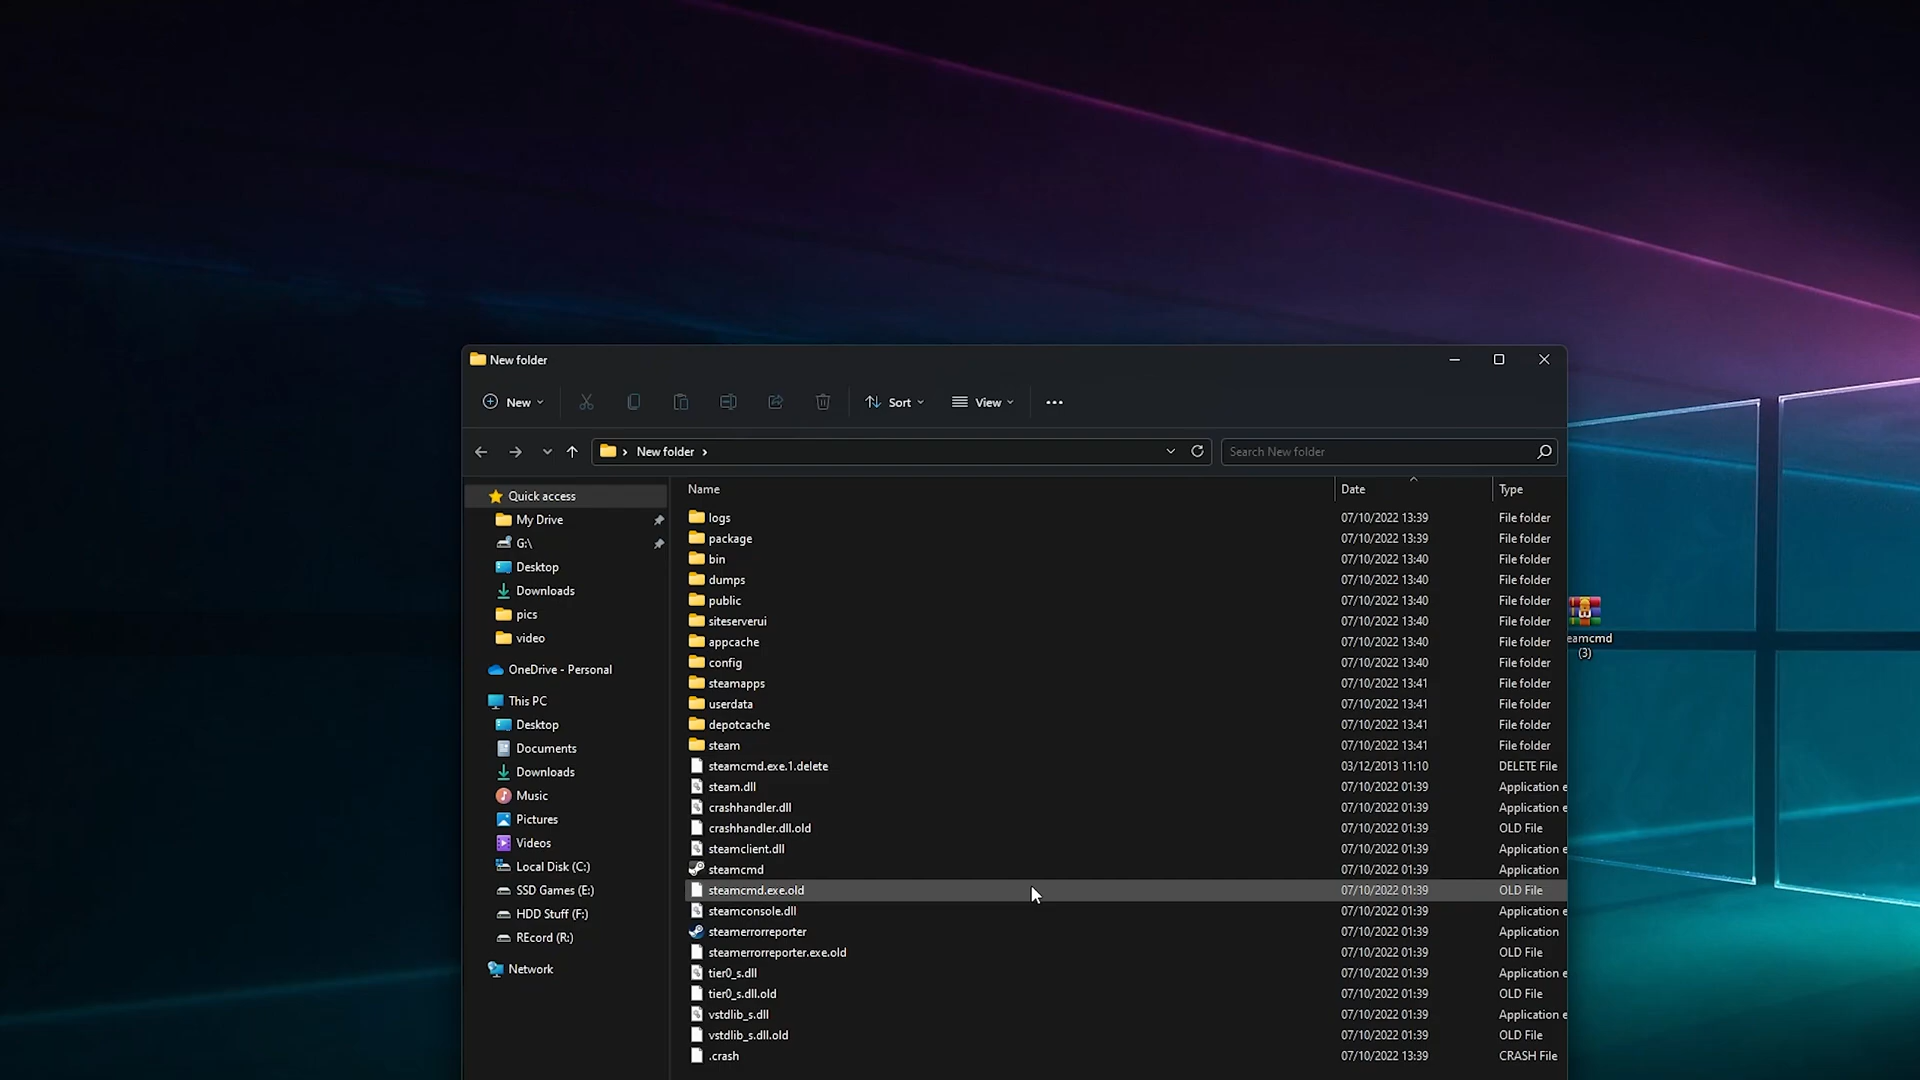 New folder
New
Sort
View
New folder
Search New folder
Quick access
My Drive
G:\
Desktop
Downloads
pics
video
OneDrive - Personal
This PC
Desktop
Documents
Downloads
Music
Pictures
Videos
Local Disk (C:)
SSD Games (E:)
HDD Stuff (F:)
REcord (R:)
Network
Name Date Type
logs 07/10/2022 13:39 File folder
package 07/10/2022 13:39 File folder
bin 07/10/2022 13:40 File folder
dumps 07/10/2022 13:40 File folder
public 07/10/2022 13:40 File folder
siteserverui 07/10/2022 13:40 File folder
appcache 07/10/2022 13:40 File folder
config 07/10/2022 13:40 File folder
steamapps 07/10/2022 13:41 File folder
userdata 07/10/2022 13:41 File folder
depotcache 07/10/2022 13:41 File folder
steam 07/10/2022 13:41 File folder
steamcmd.exe.1.delete 03/12/2013 11:10 DELETE File
steam.dll 07/10/2022 01:39 Application e
crashhandler.dll 07/10/2022 01:39 Application e
crashhandler.dll.old 07/10/2022 01:39 OLD File
steamclient.dll 07/10/2022 01:39 Application e
steamcmd 07/10/2022 01:39 Application
steamcmd.exe.old 07/10/2022 01:39 OLD File
steamconsole.dll 07/10/2022 01:39 Application e
steamerrorreporter 07/10/2022 01:39 Application
steamerrorreporter.exe.old 07/10/2022 01:39 OLD File
tier0_s.dll 07/10/2022 01:39 Application e
tier0_s.dll.old 07/10/2022 01:39 OLD File
vstdlib_s.dll 07/10/2022 01:39 Application e
vstdlib_s.dll.old 07/10/2022 01:39 OLD File
.crash 07/10/2022 13:39 CRASH File
eamcmd
(3)